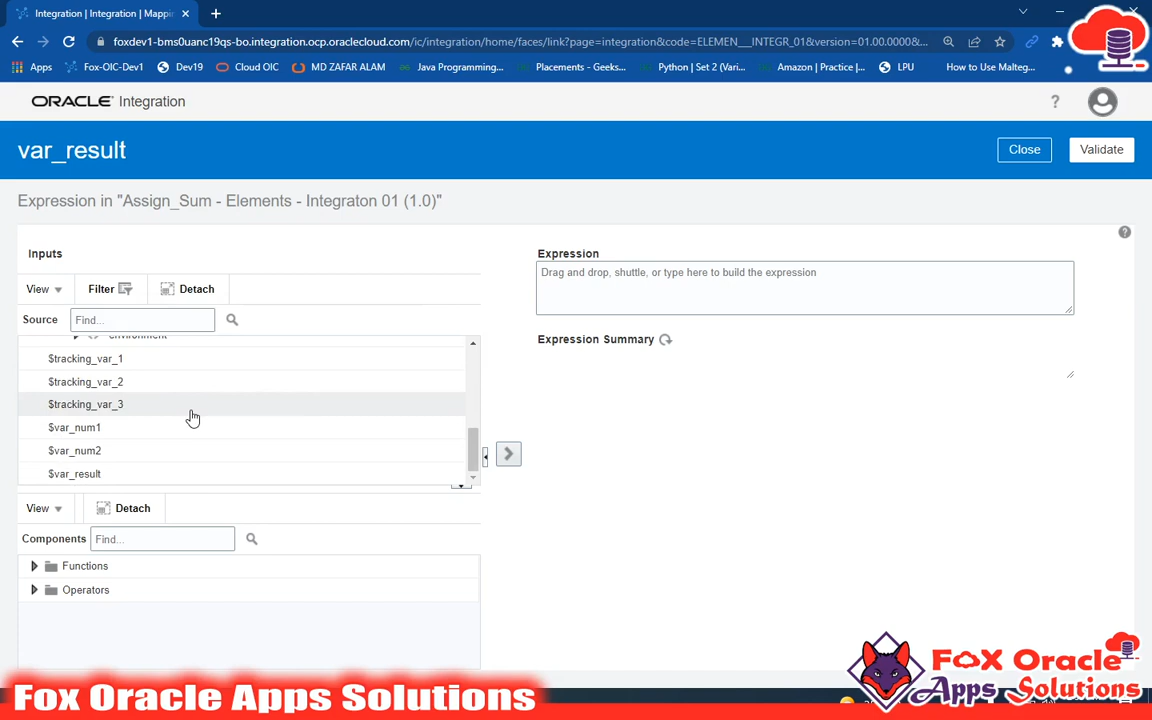 Integration | Integration | Mappin
foxdev1-bms0uanc19qs-bo.integration.ocp.oraclecloud.com/ic/integration/home/faces/link?page=integration&code=ELEMEN__INTEGR_01&version=01.00.0000&...
Apps Fox-OIC-Dev1 Dev19 Cloud OIC MD ZAFAR ALAM Java Programming... Placements - Geeks... Python | Set 2 (Vari... Amazon | Practice |... LPU How to Use Malteg...
ORACLE Integration
var_result
Close Validate
Expression in "Assign_Sum - Elements - Integraton 01 (1.0)"
Inputs
Expression
View Filter Detach
Drag and drop, shuttle, or type here to build the expression
Source Find...
environment
Expression Summary
$tracking_var_1
$tracking_var_2
$tracking_var_3
$var_num1
$var_num2
$var_result
View Detach
Components Find...
Functions
Operators
FOX Oracle
Apps Solutions
Fox Oracle Apps Solutions